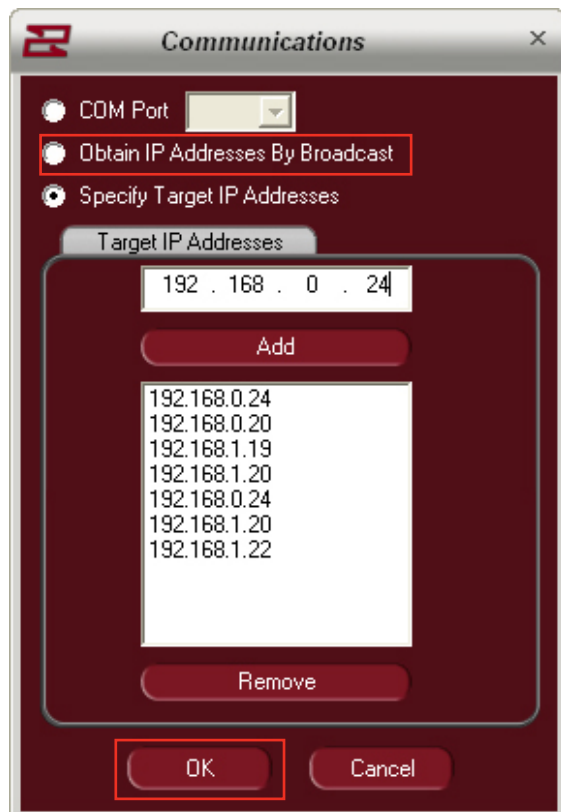 Communications
COM Port
Obtain IP Addresses By Broadcast
Specify Target IP Addresses
Target IP Addresses
192 . 168 . 0 . 24
Add
192.168.0.24
192.168.0.20
192.168.1.19
192.168.1.20
192.168.0.24
192.168.1.20
192.168.1.22
Remove
OK Cancel